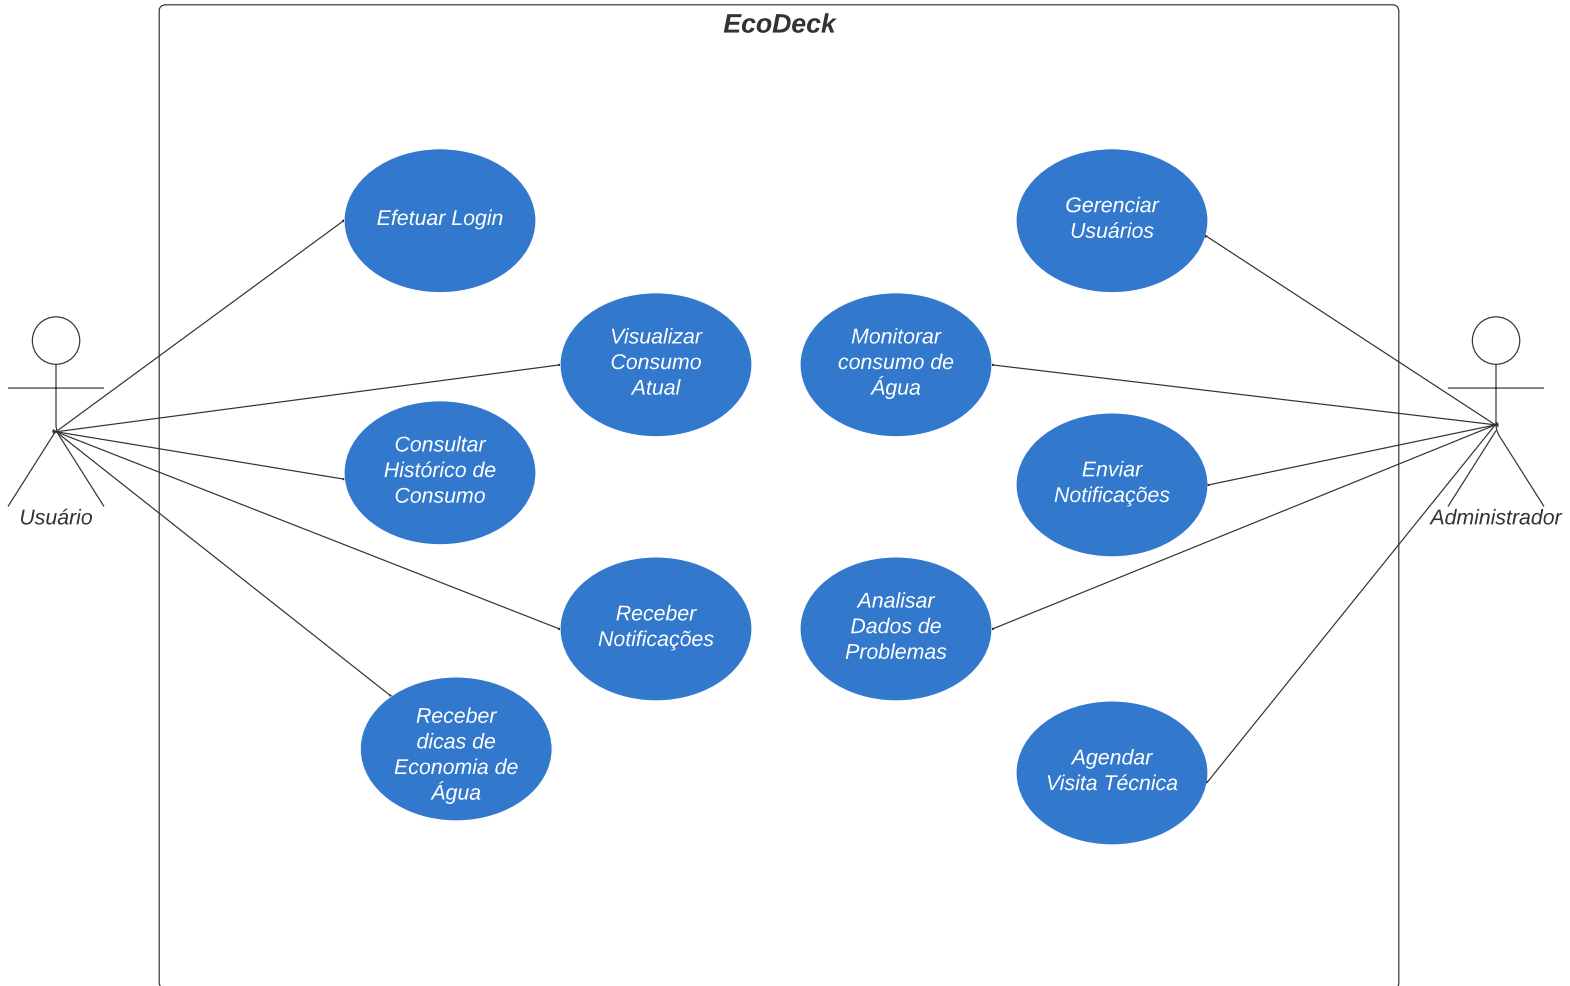 EcoDeck
Efetuar Login
Gerenciar
Usuários
Visualizar
Consumo
Atual
Monitorar
consumo de
Água
Consultar
Histórico de
Consumo
Enviar
Notificações
Usuário
Administrador
Receber
Notificações
Analisar
Dados de
Problemas
Receber
dicas de
Economia de
Água
Agendar
Visita Técnica